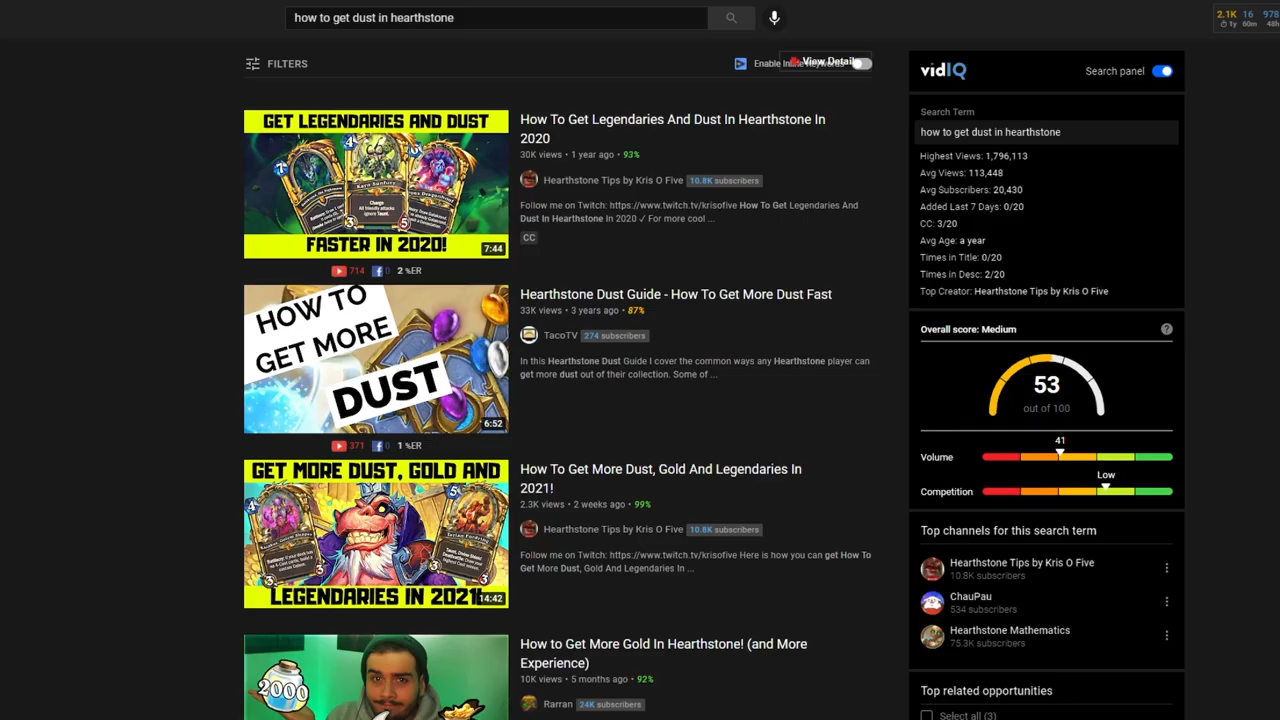 how to get dust in hearthstone
2.1K 16 978
1y 60m 48h
FILTERS
View Detail
vidIQ
Search panel
GET LEGENDARIES AND DUST
FASTER IN 2020!
7:44
714 0 2 %ER
How To Get Legendaries And Dust In Hearthstone In
2020
30K views • 1 year ago • 93%
Hearthstone Tips by Kris O Five 10.8K subscribers
Follow me on Twitch: https://www.twitch.tv/krisofive How To Get Legendaries And
Dust In Hearthstone In 2020 ✓ For more cool ...
CC
HOW TO
GET MORE
DUST
6:52
371 0 1 %ER
Hearthstone Dust Guide - How To Get More Dust Fast
33K views • 3 years ago • 87%
TacoTV 274 subscribers
In this Hearthstone Dust Guide I cover the common ways any Hearthstone player can
get more dust out of their collection. Some of ...
GET MORE DUST, GOLD AND
LEGENDARIES IN 2021!
14:42
How To Get More Dust, Gold And Legendaries In
2021!
2.3K views • 2 weeks ago • 99%
Hearthstone Tips by Kris O Five 10.8K subscribers
Follow me on Twitch: https://www.twitch.tv/krisofive Here is how you can get How To
Get More Dust, Gold And Legendaries In ...
2000
How to Get More Gold In Hearthstone! (and More
Experience)
10K views • 5 months ago • 92%
Rarran 24K subscribers
Search Term
how to get dust in hearthstone
Highest Views: 1,796,113
Avg Views: 113,448
Avg Subscribers: 20,430
Added Last 7 Days: 0/20
CC: 3/20
Avg Age: a year
Times in Title: 0/20
Times in Desc: 2/20
Top Creator: Hearthstone Tips by Kris O Five
Overall score: Medium
?
53
out of 100
41
Volume
Low
Competition
Top channels for this search term
Hearthstone Tips by Kris O Five
10.8K subscribers
ChauPau
534 subscribers
Hearthstone Mathematics
75.3K subscribers
Top related opportunities
Select all (3)